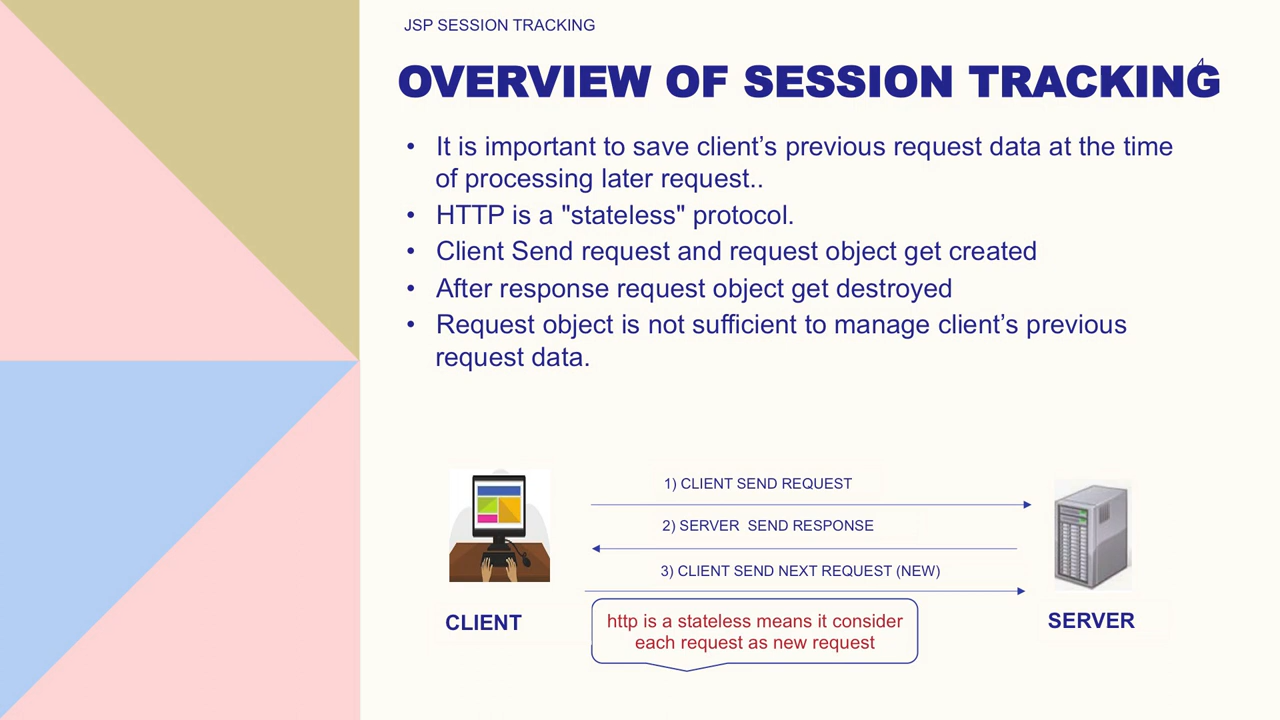 JSP SESSION TRACKING
4
OVERVIEW OF SESSION TRACKING
• It is important to save client’s previous request data at the time
of processing later request..
• HTTP is a "stateless" protocol.
• Client Send request and request object get created
• After response request object get destroyed
• Request object is not sufficient to manage client’s previous
request data.
1) CLIENT SEND REQUEST
2) SERVER  SEND RESPONSE
3) CLIENT SEND NEXT REQUEST (NEW)
CLIENT
http is a stateless means it consider
each request as new request
SERVER